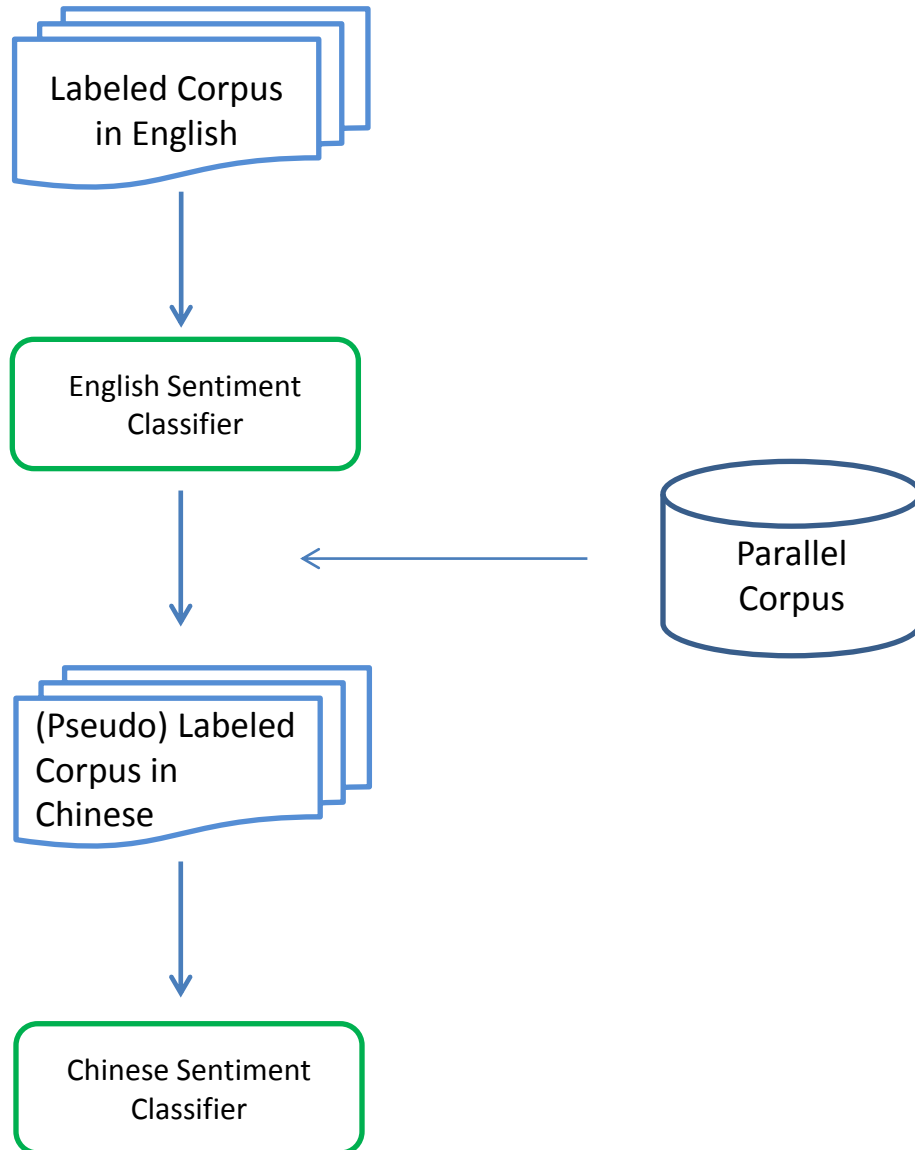 Labeled Corpus
in English
English Sentiment
Classifier
Parallel
Corpus
(Pseudo) Labeled
Corpus in
Chinese
Chinese Sentiment
Classifier